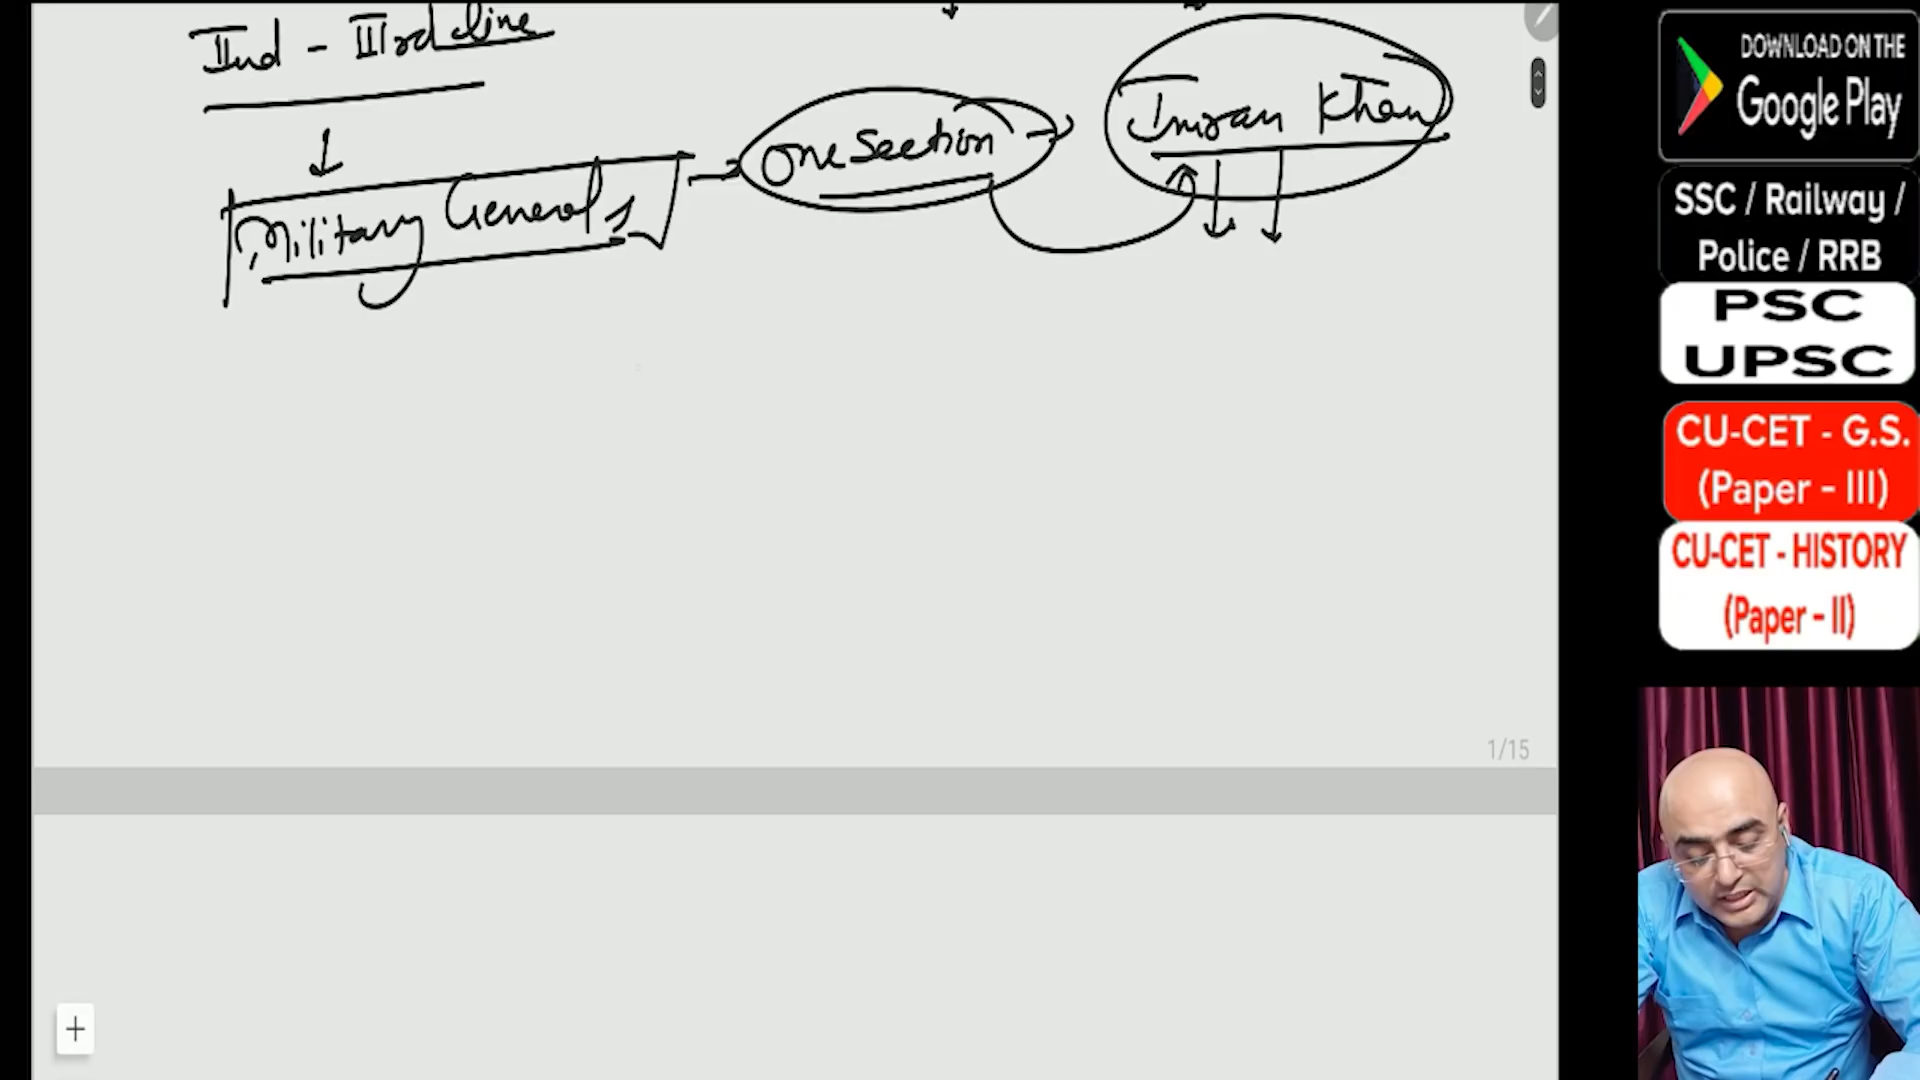 IInd - IIIrd line
Military Generals
One Section
Imran Khan
1/15
+
DOWNLOAD ON THE
Google Play
SSC / Railway /
Police / RRB
PSC
UPSC
CU-CET - G.S.
(Paper - III)
CU-CET - HISTORY
(Paper - II)